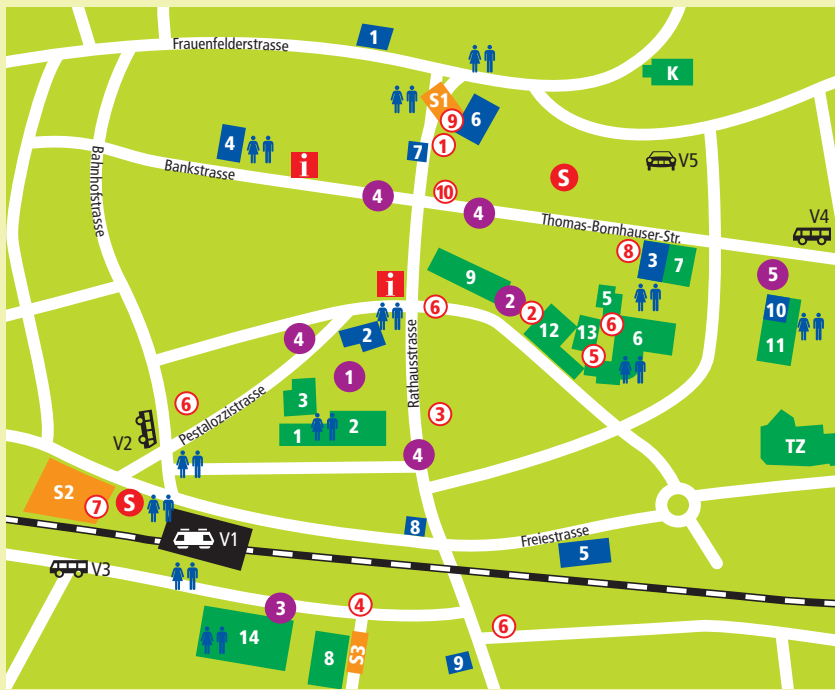 1
Frauenfelderstrasse
K
S1
9
6
4
7
1
V5
i
Bankstrasse
S
Bahnhofstrasse
4
10
4
V4
Thomas-Bornhauser-Str.
8
3
7
5
9
i
5
2
2
6
10
12
13
6
6
11
4
2
5
1
Rathausstrasse
3
6
Pestalozzistrasse
3
V2
1
2
TZ
4
S2
7
S
8
V1
Freiestrasse
5
V3
3
4
6
14
8
S3
9